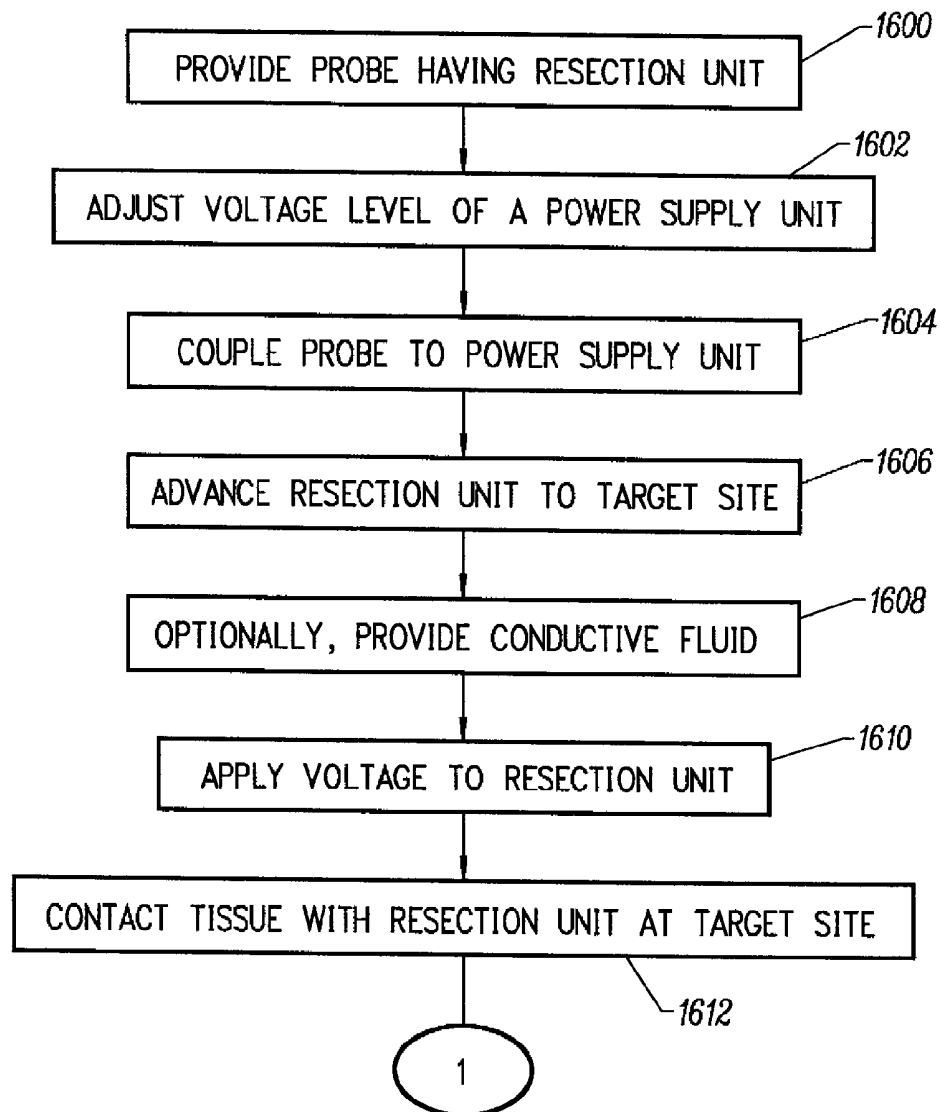 1600
PROVIDE PROBE HAVING RESECTION UNIT
1602
ADJUST VOLTAGE LEVEL OF A POWER SUPPLY UNIT
1604
COUPLE PROBE TO POWER SUPPLY UNIT
1606
ADVANCE RESECTION UNIT TO TARGET SITE
1608
OPTIONALLY, PROVIDE CONDUCTIVE FLUID
1610
APPLY VOLTAGE TO RESECTION UNIT
CONTACT TISSUE WITH RESECTION UNIT AT TARGET SITE
1612
1